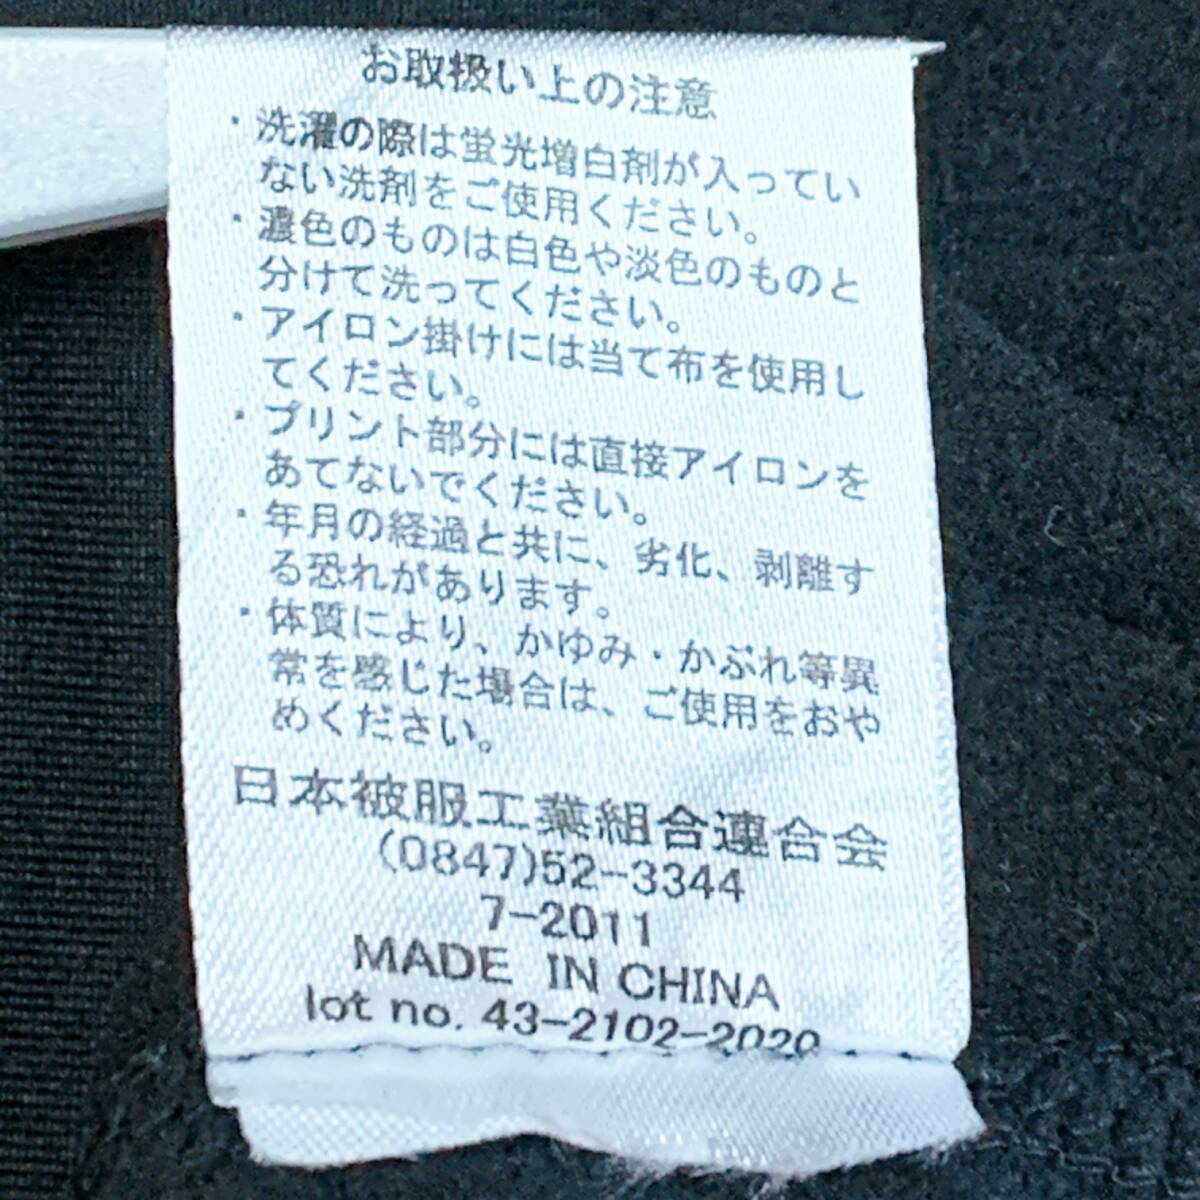 お取扱い上の注意
・洗濯の際は蛍光増白剤が入ってい
ない洗剤をご使用ください。
・濃色のものは白色や淡色のものと
分けて洗ってください。
・アイロン掛けには当て布を使用し
てください。
・プリント部分には直接アイロンを
あてないでください。
・年月の経過と共に、劣化、剥離す
る恐れがあります。
・体質により、かゆみ・かぶれ等異
常を感じた場合は、ご使用をおや
めください。
日本被服工業組合連合会
(0847)52-3344
7-2011
MADE IN CHINA
lot no. 43-2102-2020